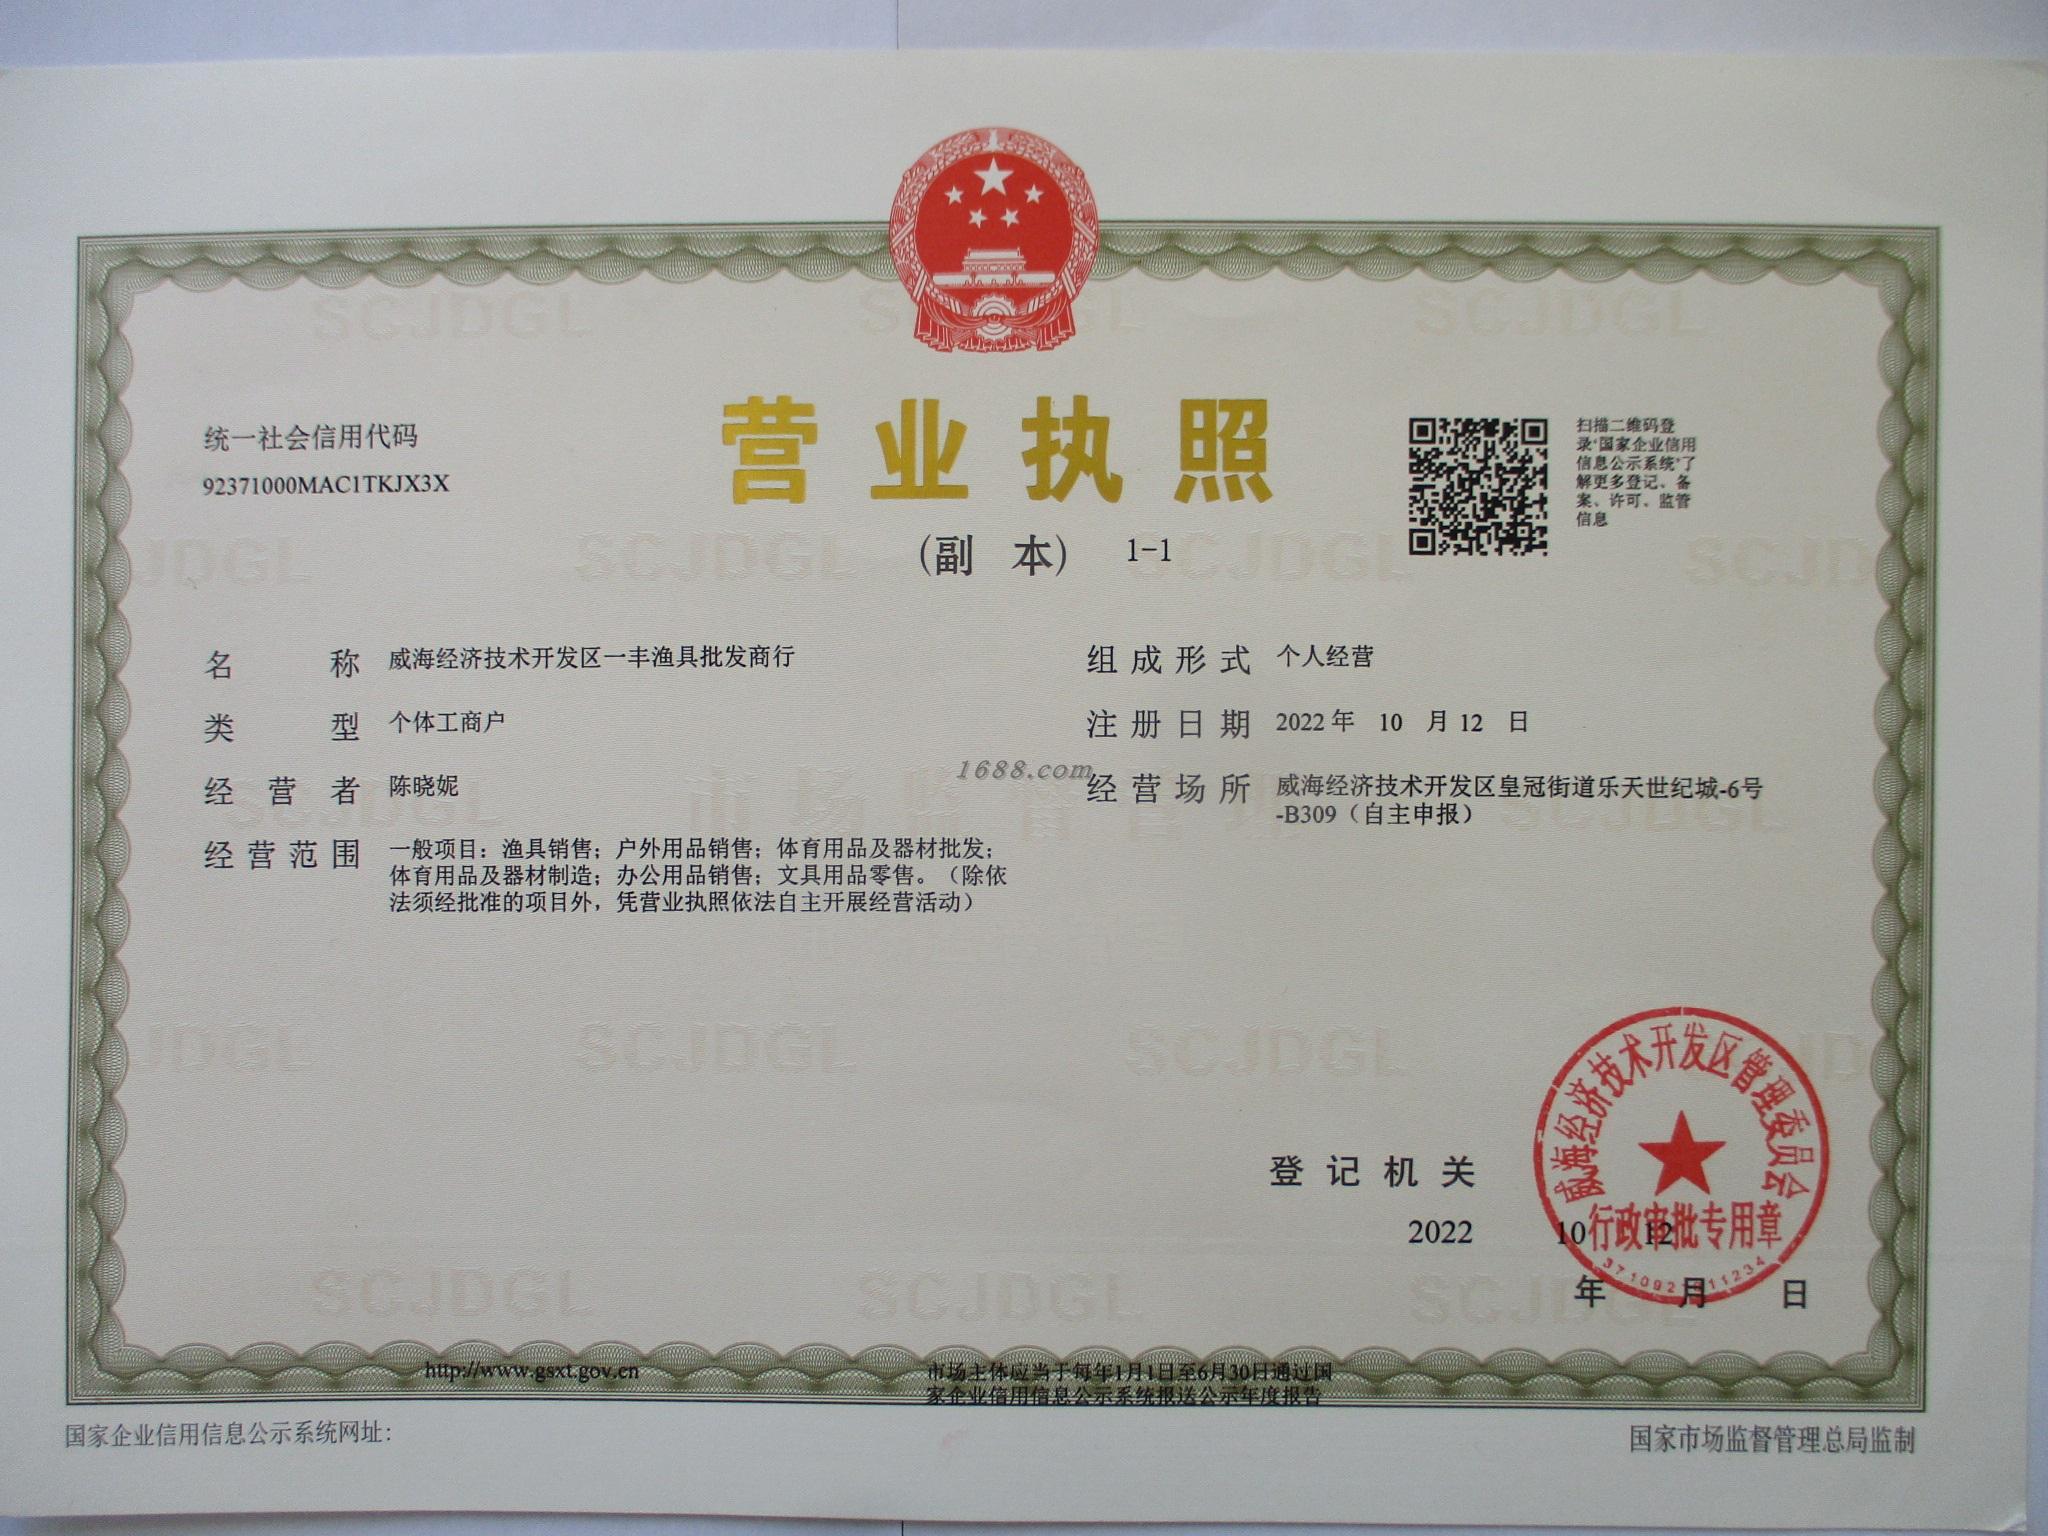 统一社会信用代码
92371000MAC1TKJX3X
营业执照
(副 本) 1-1
扫描二维码登
录‘国家企业信用
信息公示系统’了
解更多登记、备
案、许可、监管
信息
名 称 威海经济技术开发区一丰渔具批发商行
类 型 个体工商户
经 营 者 陈晓妮
经 营 范 围 一般项目：渔具销售；户外用品销售；体育用品及器材批发；
体育用品及器材制造；办公用品销售；文具用品零售。（除依
法须经批准的项目外，凭营业执照依法自主开展经营活动）
组 成 形 式 个人经营
注 册 日 期 2022 年 10 月 12 日
经 营 场 所 威海经济技术开发区皇冠街道乐天世纪城-6号
-B309（自主申报）
1688.com
登 记 机 关
2022 10 12
年 月 日
威海经济技术开发区管理委员会
行政审批专用章
http://www.gsxt.gov.cn
市场主体应当于每年1月1日至6月30日通过国
家企业信用信息公示系统报送公示年度报告
国家企业信用信息公示系统网址：
国家市场监督管理总局监制
SCJDGL